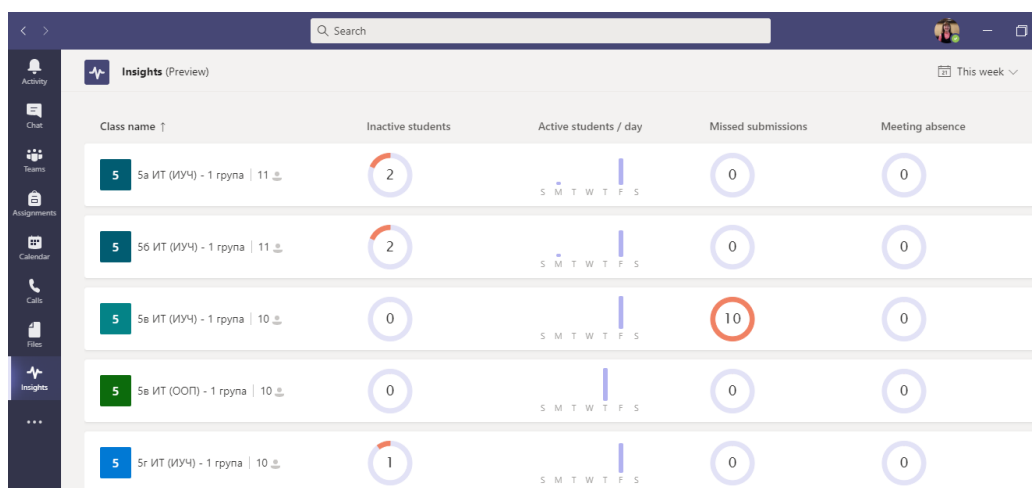 Search
Activity
Chat
Teams
Assignments
Calendar
Calls
Files
Insights
Insights (Preview)
21 This week
Class name ↑ Inactive students Active students / day Missed submissions Meeting absence
5 5а ИТ (ИУЧ) - 1 група | 11 2 S M T W T F S 0 0
5 5б ИТ (ИУЧ) - 1 група | 11 2 S M T W T F S 0 0
5 5в ИТ (ИУЧ) - 1 група | 10 0 S M T W T F S 10 0
5 5в ИТ (ООП) - 1 група | 10 0 S M T W T F S 0 0
5 5г ИТ (ИУЧ) - 1 група | 10 1 S M T W T F S 0 0